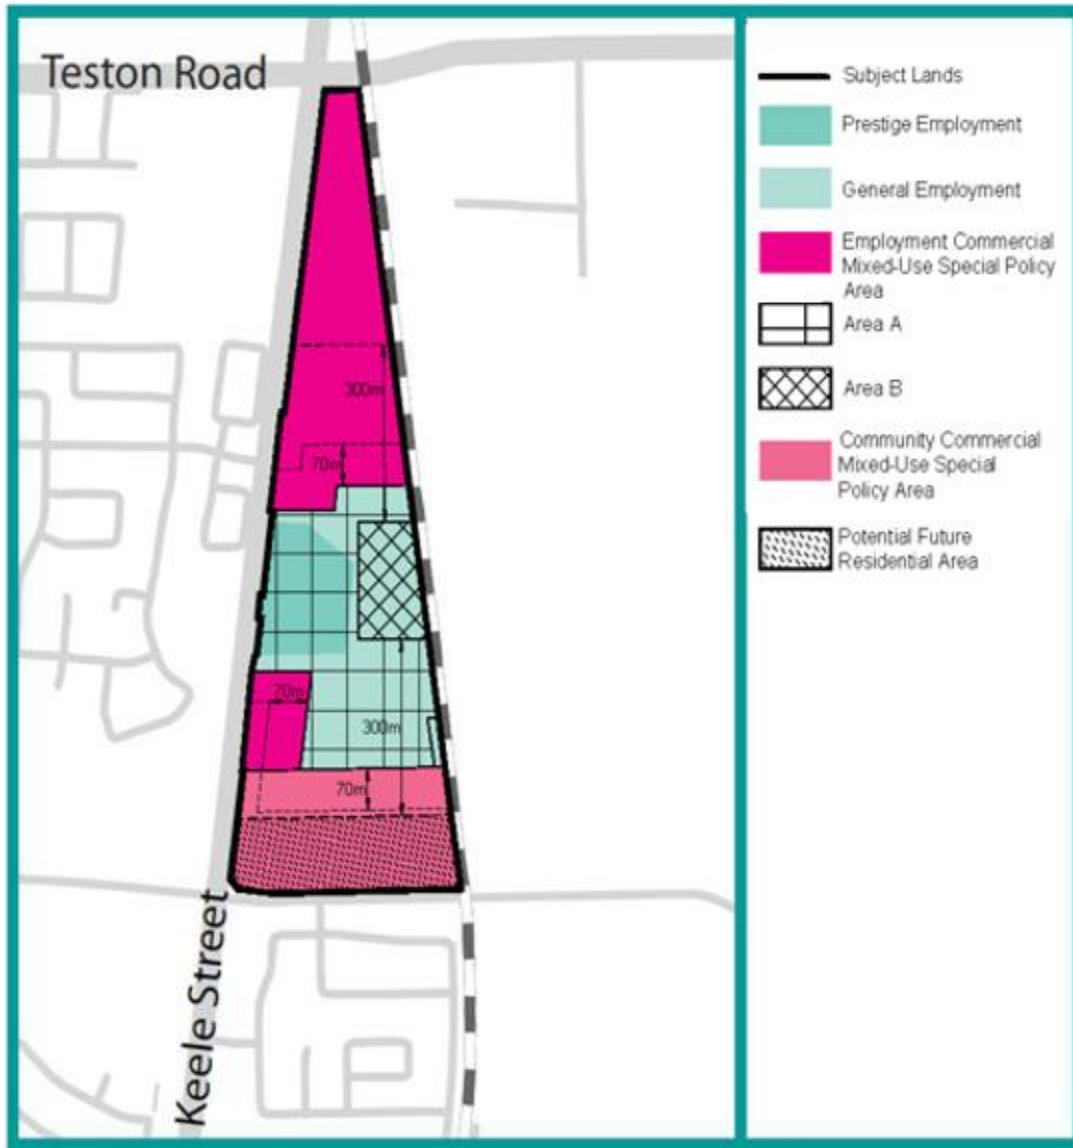 Teston Road
Subject Lands
Prestige Employment
General Employment
Employment Commercial
Mixed-Use Special Policy
Area
Area A
Area B
Community Commercial
Mixed-Use Special
Policy Area
Potential Future
Residential Area
300m
70m
70m
300m
70m
Keele Street